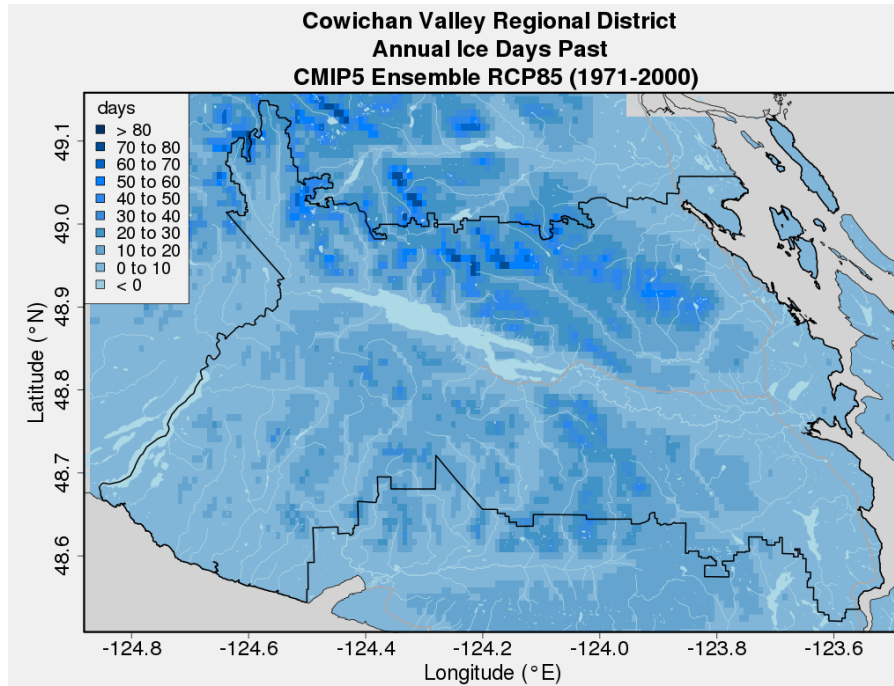 Cowichan Valley Regional District
Annual Ice Days Past
CMIP5 Ensemble RCP85 (1971-2000)
days
> 80
70 to 80
60 to 70
50 to 60
40 to 50
30 to 40
20 to 30
10 to 20
0 to 10
< 0
49.1
49.0
48.9
48.8
48.7
48.6
Latitude (°N)
-124.8
-124.6
-124.4
-124.2
-124.0
-123.8
-123.6
Longitude (°E)